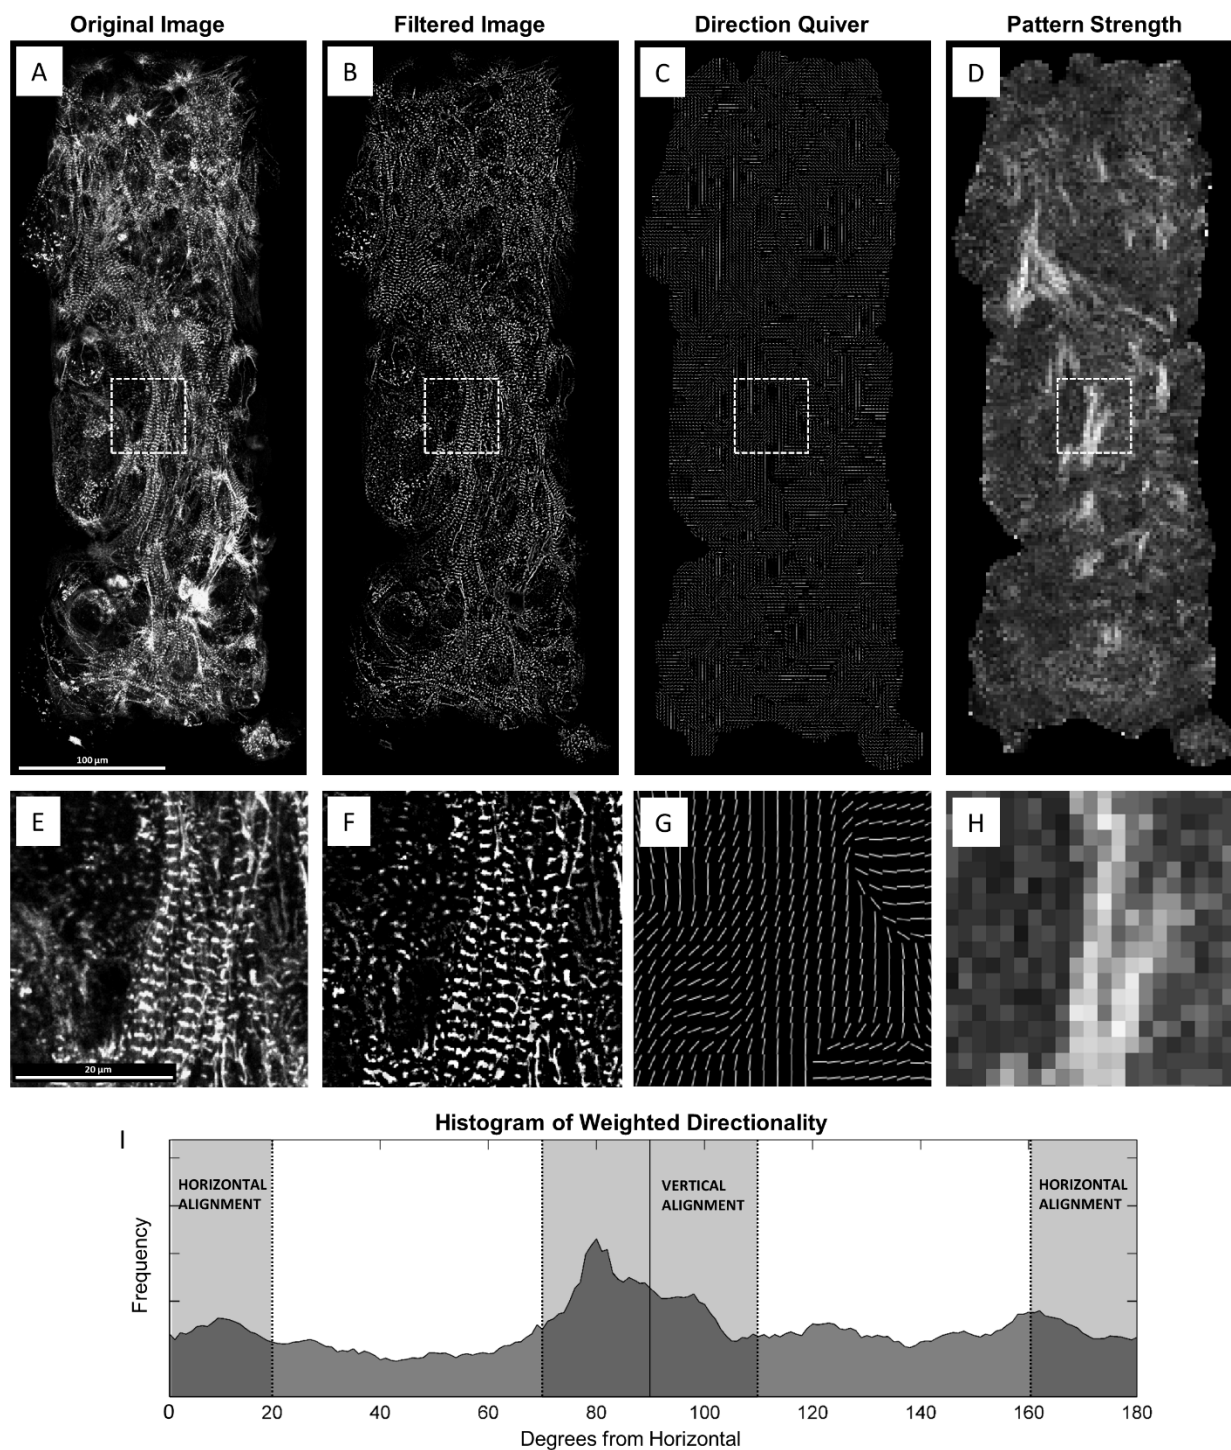 Original Image
Filtered Image
Direction Quiver
Pattern Strength
A
B
C
D
100 µm
E
F
G
H
20 µm
Histogram of Weighted Directionality
I
HORIZONTAL
ALIGNMENT
VERTICAL
ALIGNMENT
HORIZONTAL
ALIGNMENT
Frequency
0 20 40 60 80 100 120 140 160 180
Degrees from Horizontal